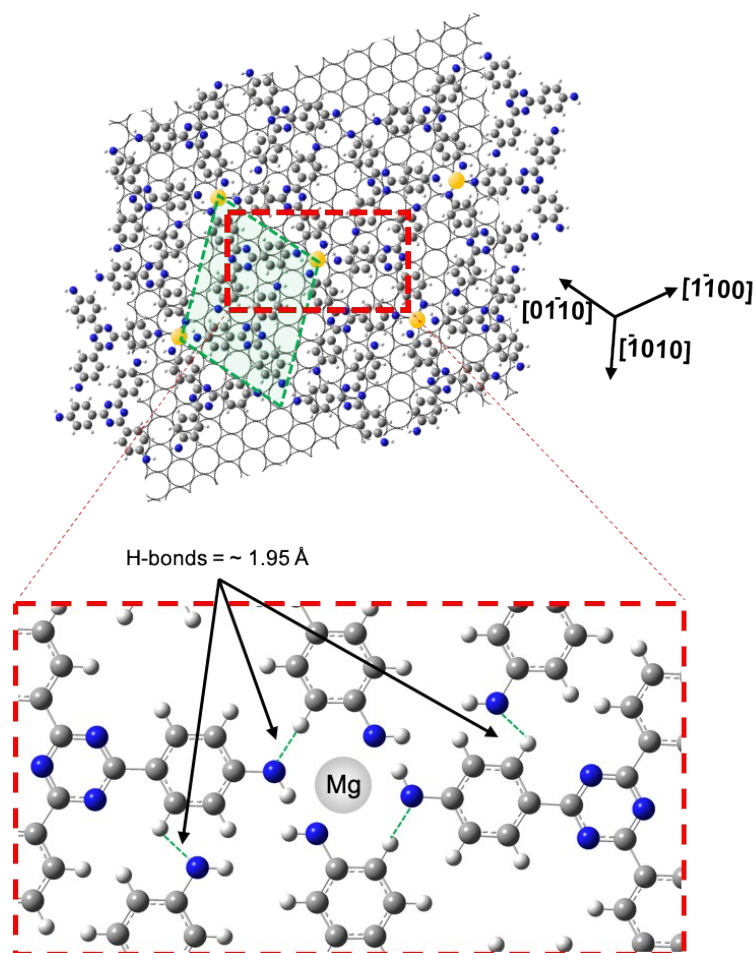 [01̄10]
[11̄00]
[1̄010]
H-bonds = ~ 1.95 Å
Mg